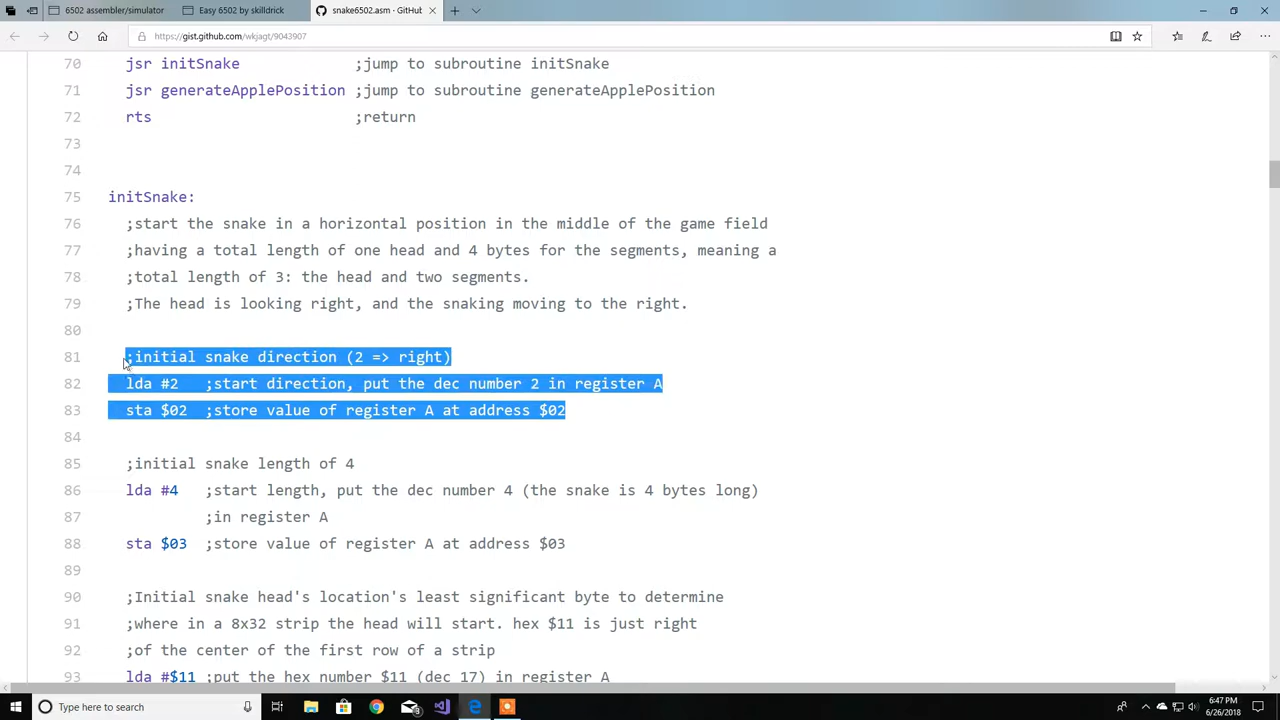 6502 assembler/simulator
Easy 6502 by skilldrick
snake6502.asm · GitHub
https://gist.github.com/wkjagt/9043907
70 jsr initSnake ;jump to subroutine initSnake
71 jsr generateApplePosition ;jump to subroutine generateApplePosition
72 rts ;return
73
74
75 initSnake:
76 ;start the snake in a horizontal position in the middle of the game field
77 ;having a total length of one head and 4 bytes for the segments, meaning a
78 ;total length of 3: the head and two segments.
79 ;The head is looking right, and the snaking moving to the right.
80
81 ;initial snake direction (2 => right)
82 lda #2 ;start direction, put the dec number 2 in register A
83 sta $02 ;store value of register A at address $02
84
85 ;initial snake length of 4
86 lda #4 ;start length, put the dec number 4 (the snake is 4 bytes long)
87 ;in register A
88 sta $03 ;store value of register A at address $03
89
90 ;Initial snake head's location's least significant byte to determine
91 ;where in a 8x32 strip the head will start. hex $11 is just right
92 ;of the center of the first row of a strip
93 lda #$11 ;put the hex number $11 (dec 17) in register A
Type here to search
3
6:47 PM
6/26/2018